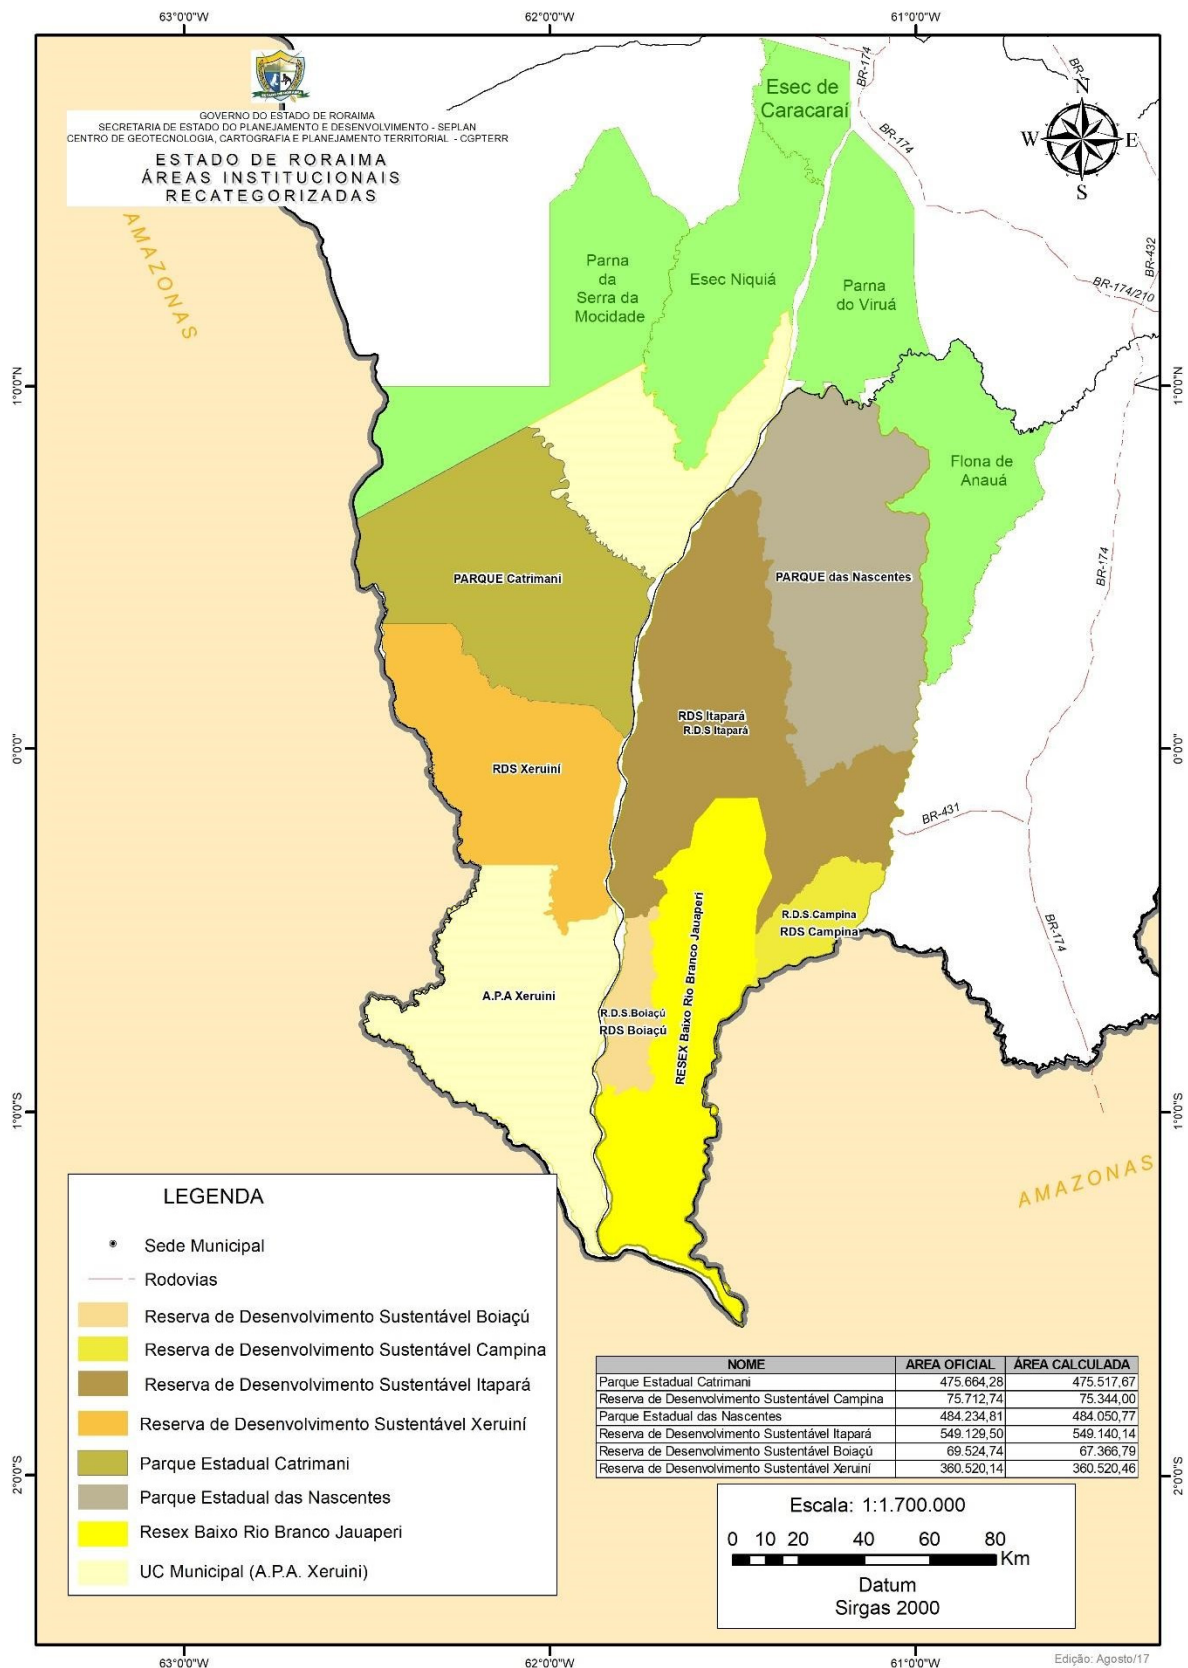 63°0'0"W 62°0'0"W 61°0'0"W
GOVERNO DO ESTADO DE RORAIMA
SECRETARIA DE ESTADO DO PLANEJAMENTO E DESENVOLVIMENTO - SEPLAN
CENTRO DE GEOTECNOLOGIA, CARTOGRAFIA E PLANEJAMENTO TERRITORIAL - CGPTERR
ESTADO DE RORAIMA
ÁREAS INSTITUCIONAIS
RECATEGORIZADAS
BR-174
BR-174
Esec de
Caracaraí
N
W E
S
AMAZONAS
Parna
da
Serra da
Mocidade
Esec Niquiá
Parna
do Viruá
BR-432
BR-174/210
1°0'0"N
1°0'0"N
Flona de
Anauá
PARQUE Catrimani
PARQUE das Nascentes
BR-174
RDS Itapará
R.D.S Itapará
0°0'0"
0°0'0"
RDS Xeruiní
BR-431
RESEX Baixo Rio Branco Jauaperi
R.D.S.Campina
RDS Campina
BR-174
A.P.A Xeruini
R.D.S.Boiaçú
RDS Boiaçú
1°0'0"S
1°0'0"S
AMAZONAS
LEGENDA
Sede Municipal
Rodovias
Reserva de Desenvolvimento Sustentável Boiaçú
Reserva de Desenvolvimento Sustentável Campina
Reserva de Desenvolvimento Sustentável Itapará
Reserva de Desenvolvimento Sustentável Xeruiní
Parque Estadual Catrimani
Parque Estadual das Nascentes
Resex Baixo Rio Branco Jauaperi
UC Municipal (A.P.A. Xeruini)
NOME AREA OFICIAL ÁREA CALCULADA
Parque Estadual Catrimani 475.664,28 475.517,67
Reserva de Desenvolvimento Sustentável Campina 75.712,74 75.344,00
Parque Estadual das Nascentes 484.234,81 484.050,77
Reserva de Desenvolvimento Sustentável Itapará 549.129,50 549.140,14
Reserva de Desenvolvimento Sustentável Boiaçú 69.524,74 67.366,79
Reserva de Desenvolvimento Sustentável Xeruiní 360.520,14 360.520,46
2°0'0"S
2°0'0"S
Escala: 1:1.700.000
0 10 20 40 60 80
Km
Datum
Sirgas 2000
63°0'0"W 62°0'0"W 61°0'0"W
Edição: Agosto/17